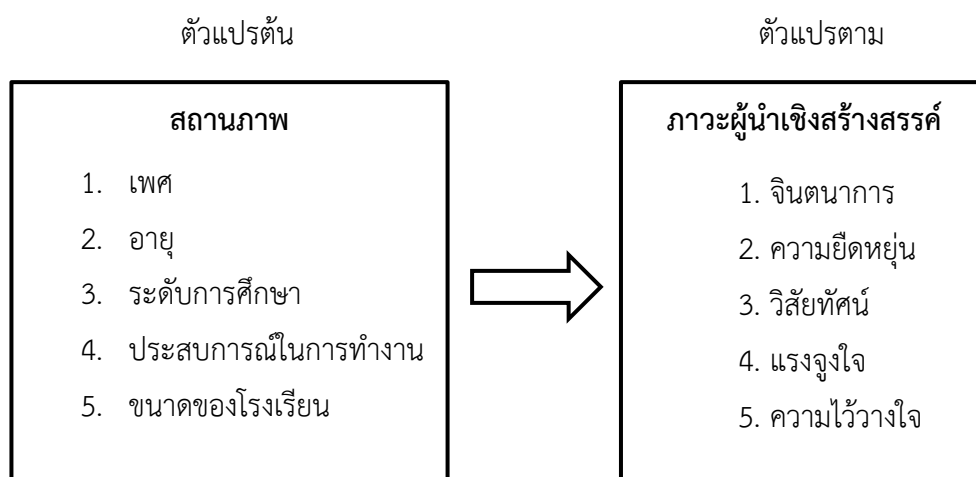 ตัวแปรต้น
สถานภาพ
1. เพศ
2. อายุ
3. ระดับการศึกษา
4. ประสบการณ์ในการทำงาน
5. ขนาดของโรงเรียน
ตัวแปรตาม
ภาวะผู้นำเชิงสร้างสรรค์
1. จินตนาการ
2. ความยืดหยุ่น
3. วิสัยทัศน์
4. แรงจูงใจ
5. ความไว้วางใจ